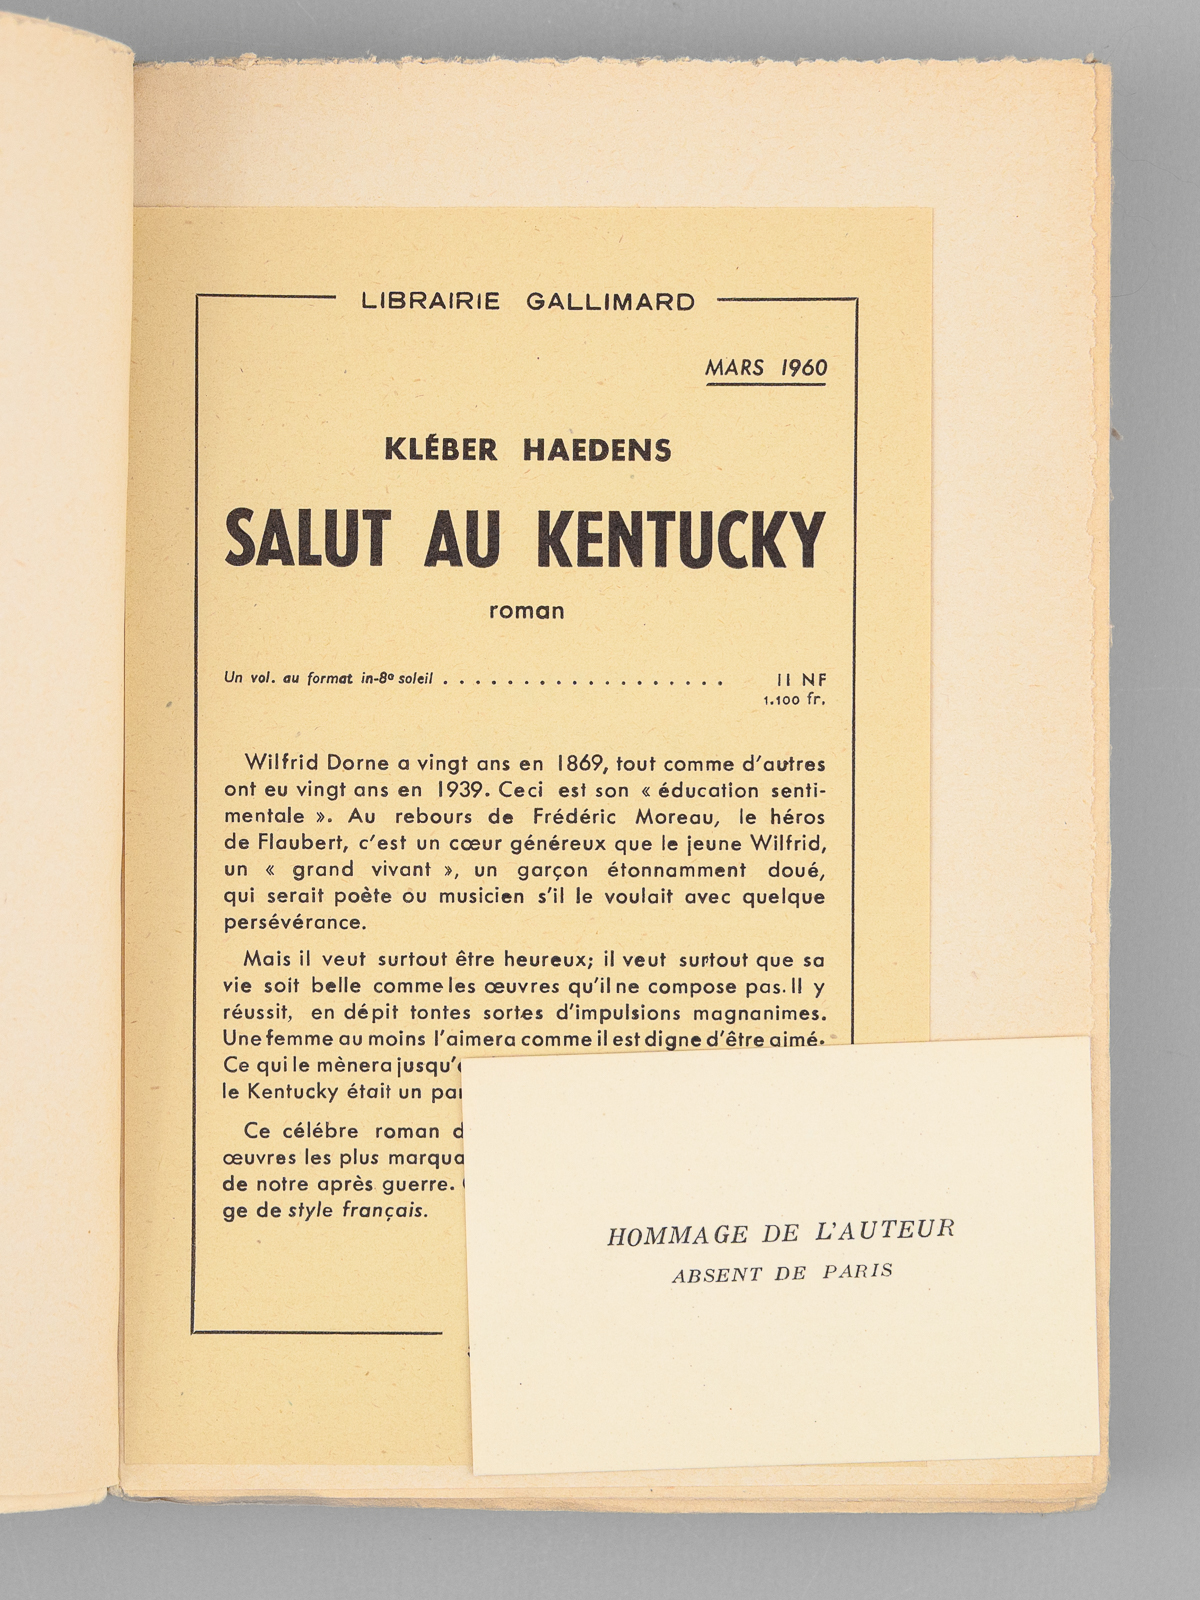 LIBRAIRIE GALLIMARD
MARS 1960
KLÉBER HAEDENS
SALUT AU KENTUCKY
roman
Un vol. au format in-8º soleil . . . . . . . . . . . . . . . . . . 11 NF
1.100 fr.
Wilfrid Dorne a vingt ans en 1869, tout comme d'autres
ont eu vingt ans en 1939. Ceci est son « éducation senti-
mentale ». Au rebours de Frédéric Moreau, le héros
de Flaubert, c'est un cœur généreux que le jeune Wilfrid,
un « grand vivant », un garçon étonnamment doué,
qui serait poète ou musicien s'il le voulait avec quelque
persévérance.
Mais il veut surtout être heureux; il veut surtout que sa
vie soit belle comme les œuvres qu'il ne compose pas. Il y
réussit, en dépit tontes sortes d'impulsions magnanimes.
Une femme au moins l'aimera comme il est digne d'être aimé.
Ce qui le mènera jusqu'
le Kentucky était un
Ce célébre roman
œuvres les plus
de notre après guerre.
ge de style français.
HOMMAGE DE L'AUTEUR
ABSENT DE PARIS